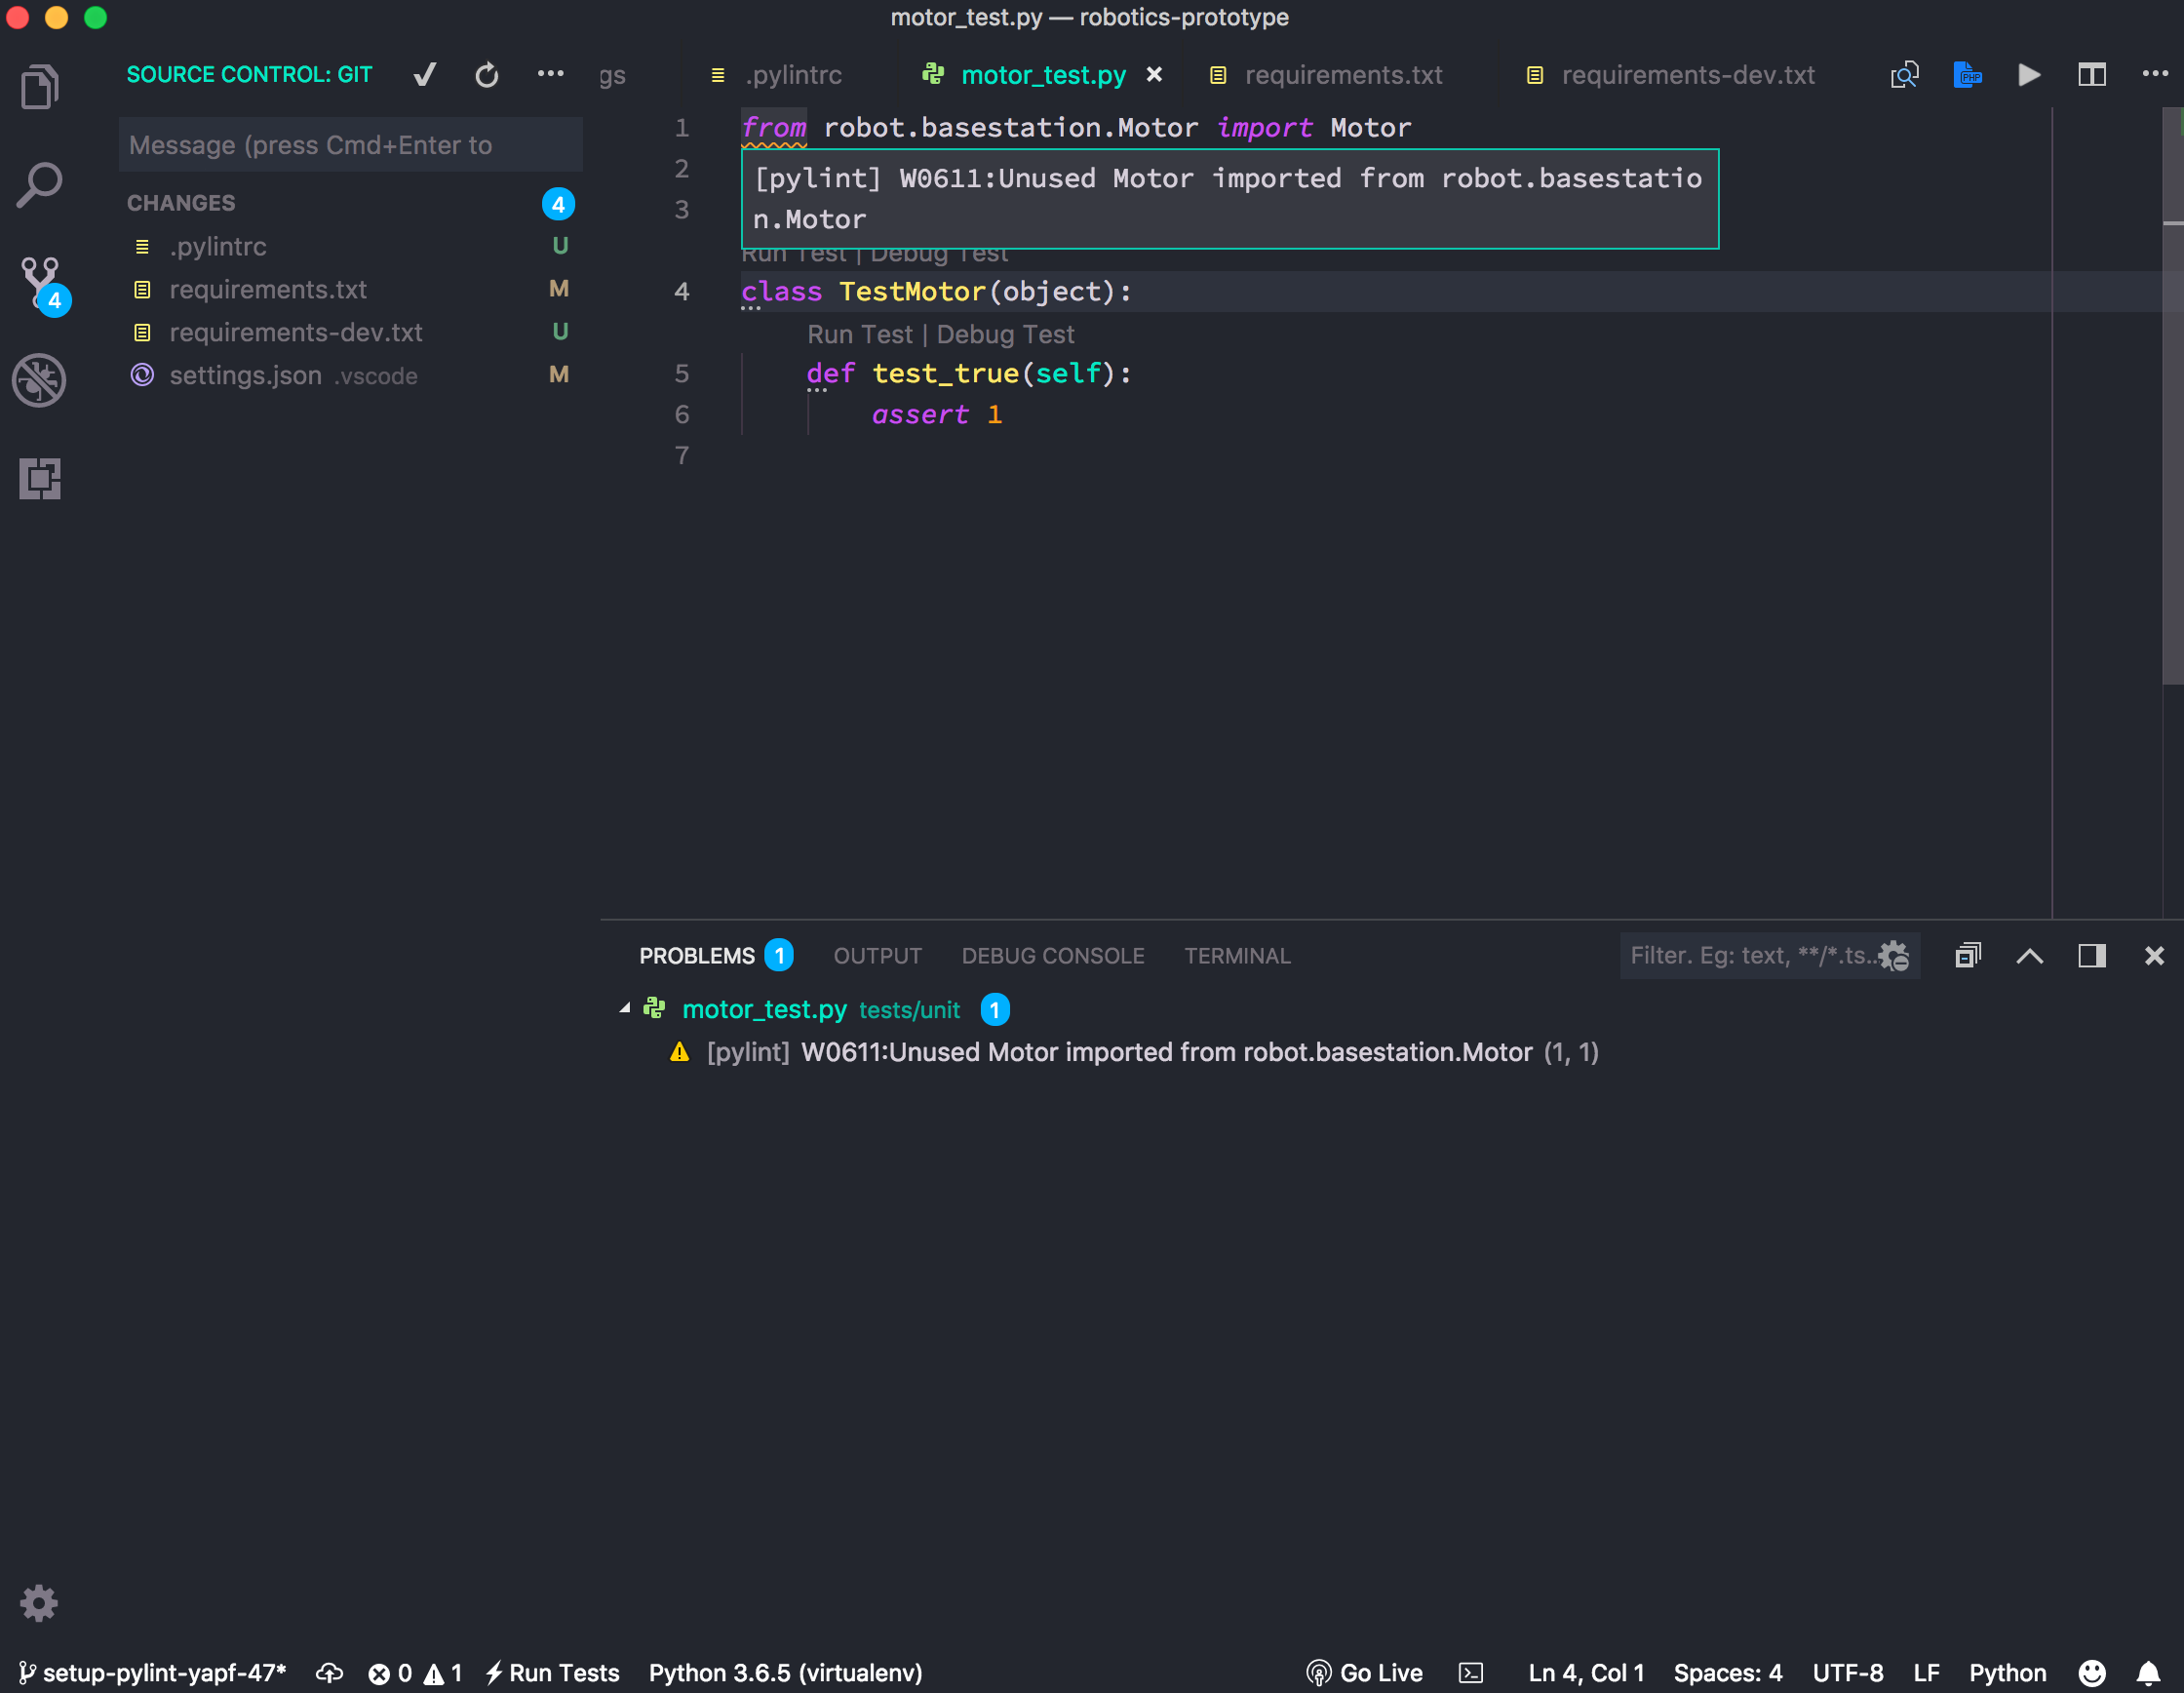 motor_test.py — robotics-prototype
SOURCE CONTROL: GIT
gs
.pylintrc
motor_test.py
requirements.txt
requirements-dev.txt
PHP
Message (press Cmd+Enter to
CHANGES 4
.pylintrc U
requirements.txt M
requirements-dev.txt U
settings.json .vscode M
4
1 from robot.basestation.Motor import Motor
2
3
[pylint] W0611:Unused Motor imported from robot.basestatio
n.Motor
Run Test | Debug Test
4 class TestMotor(object):
Run Test | Debug Test
5 def test_true(self):
6 assert 1
7
PROBLEMS 1 OUTPUT DEBUG CONSOLE TERMINAL
Filter. Eg: text, **/*.ts...
motor_test.py tests/unit 1
[pylint] W0611:Unused Motor imported from robot.basestation.Motor (1, 1)
setup-pylint-yapf-47* 0 1 Run Tests Python 3.6.5 (virtualenv) Go Live Ln 4, Col 1 Spaces: 4 UTF-8 LF Python